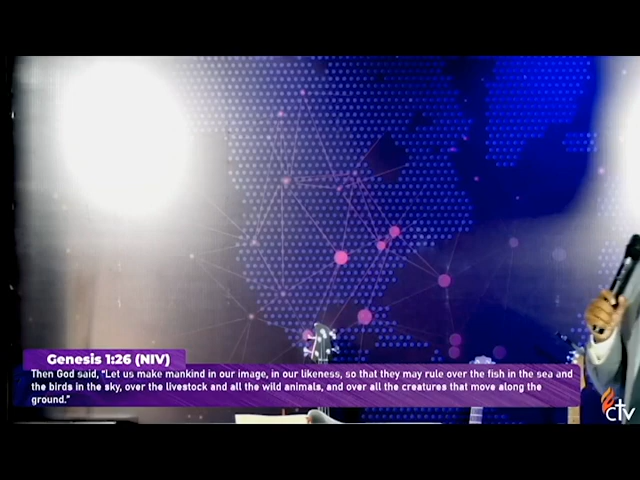 Genesis 1:26 (NIV)
Then God said, “Let us make mankind in our image, in our likeness, so that they may rule over the fish in the sea and
the birds in the sky, over the livestock and all the wild animals, and over all the creatures that move along the
ground.”
ctv